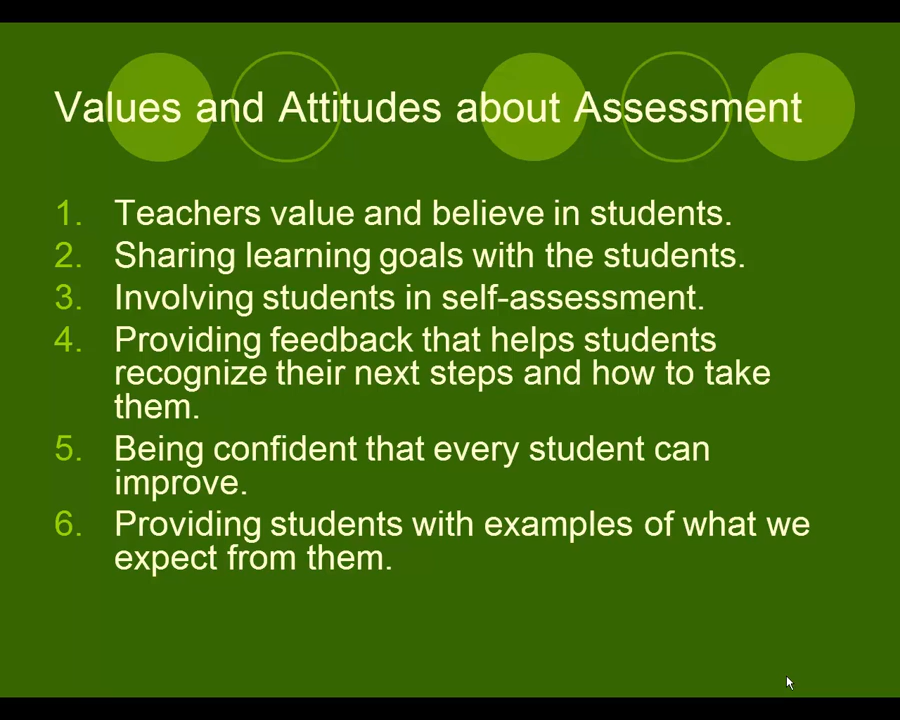 Values and Attitudes about Assessment
1. Teachers value and believe in students.
2. Sharing learning goals with the students.
3. Involving students in self-assessment.
4. Providing feedback that helps students
recognize their next steps and how to take
them.
5. Being confident that every student can
improve.
6. Providing students with examples of what we
expect from them.